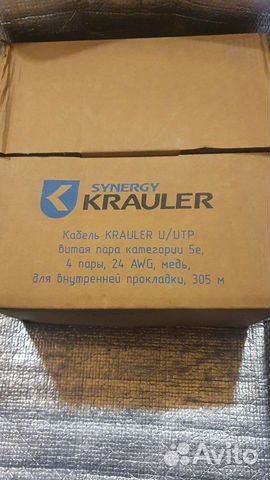 SYNERGY
KRAULER
Кабель KRAULER U/UTP
витая пара категории 5е,
4 пары, 24 AWG, медь,
для внутренней прокладки, 305 м
Avito